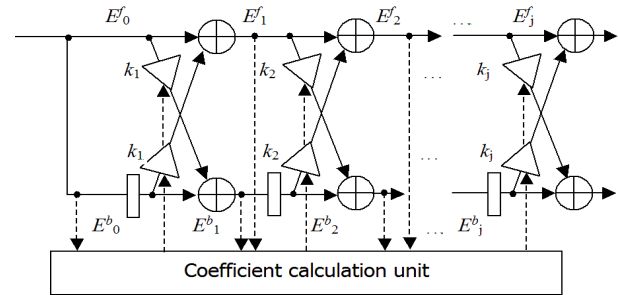 E^f_0 E^f_1 E^f_2 ... E^f_j
k_1 k_2 k_j
...
k_1 k_2 k_j
...
E^b_0 E^b_1 E^b_2 ... E^b_j
...
Coefficient calculation unit